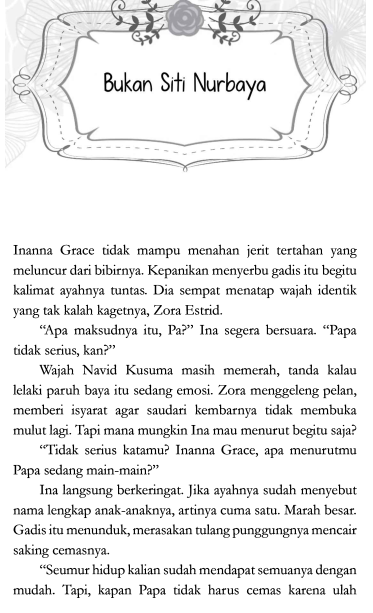 Bukan Siti Nurbaya
Inanna Grace tidak mampu menahan jerit tertahan yang
meluncur dari bibirnya. Kepanikan menyerbu gadis itu begitu
kalimat ayahnya tuntas. Dia sempat menatap wajah identik
yang tak kalah kagetnya, Zora Estrid.
“Apa maksudnya itu, Pa?” Ina segera bersuara. “Papa
tidak serius, kan?”
Wajah Navid Kusuma masih memerah, tanda kalau
lelaki paruh baya itu sedang emosi. Zora menggeleng pelan,
memberi isyarat agar saudari kembarnya tidak membuka
mulut lagi. Tapi mana mungkin Ina mau menurut begitu saja?
“Tidak serius katamu? Inanna Grace, apa menurutmu
Papa sedang main-main?”
Ina langsung berkeringat. Jika ayahnya sudah menyebut
nama lengkap anak-anaknya, artinya cuma satu. Marah besar.
Gadis itu menunduk, merasakan tulang punggungnya mencair
saking cemasnya.
“Seumur hidup kalian sudah mendapat semuanya dengan
mudah. Tapi, kapan Papa tidak harus cemas karena ulah